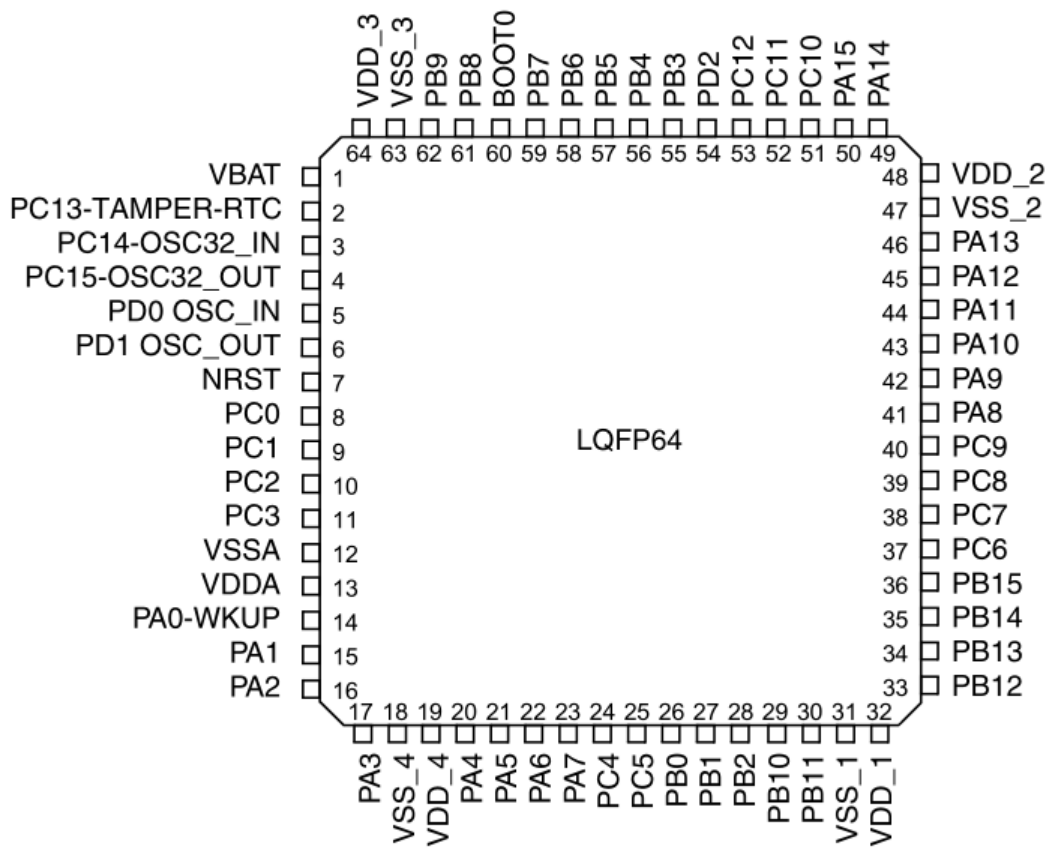 VDD_3
VSS_3
PB9
PB8
BOOT0
PB7
PB6
PB5
PB4
PB3
PD2
PC12
PC11
PC10
PA15
PA14
64 63 62 61 60 59 58 57 56 55 54 53 52 51 50 49
VBAT 1
PC13-TAMPER-RTC 2
PC14-OSC32_IN 3
PC15-OSC32_OUT 4
PD0 OSC_IN 5
PD1 OSC_OUT 6
NRST 7
PC0 8
PC1 9
PC2 10
PC3 11
VSSA 12
VDDA 13
PA0-WKUP 14
PA1 15
PA2 16
LQFP64
48 VDD_2
47 VSS_2
46 PA13
45 PA12
44 PA11
43 PA10
42 PA9
41 PA8
40 PC9
39 PC8
38 PC7
37 PC6
36 PB15
35 PB14
34 PB13
33 PB12
17 18 19 20 21 22 23 24 25 26 27 28 29 30 31 32
PA3
VSS_4
VDD_4
PA4
PA5
PA6
PA7
PC4
PC5
PB0
PB1
PB2
PB10
PB11
VSS_1
VDD_1